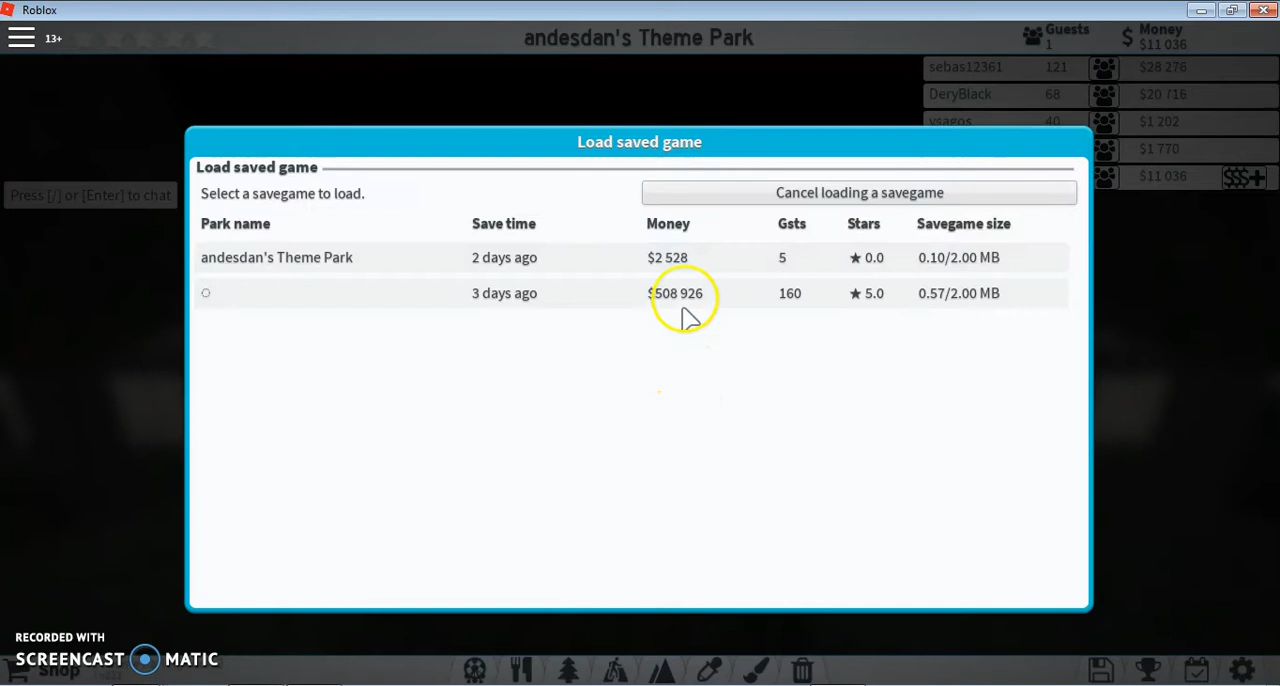 Roblox
13+
andesdan's Theme Park
Guests
1
Money
$11 036
sebas12361 121 $28 276
DeryBlack 68 $20 716
vsagos 40 $1 202
$1 770
$11 036 $$$+
Press [/] or [Enter] to chat
Load saved game
Load saved game
Select a savegame to load.
Cancel loading a savegame
Park name Save time Money Gsts Stars Savegame size
andesdan's Theme Park 2 days ago $2 528 5 ★ 0.0 0.10/2.00 MB
3 days ago $508 926 160 ★ 5.0 0.57/2.00 MB
RECORDED WITH
SCREENCAST MATIC
Shop